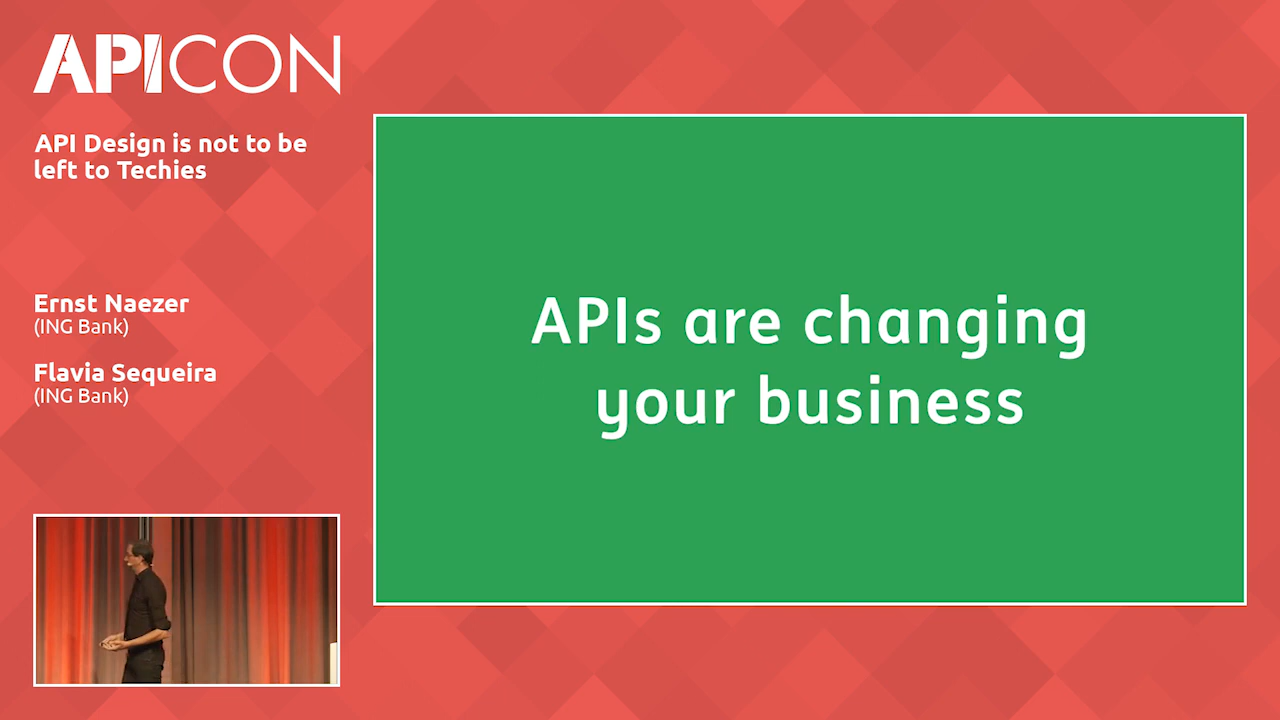 APICON
API Design is not to be
left to Techies
Ernst Naezer
(ING Bank)
Flavia Sequeira
(ING Bank)
APIs are changing
your business